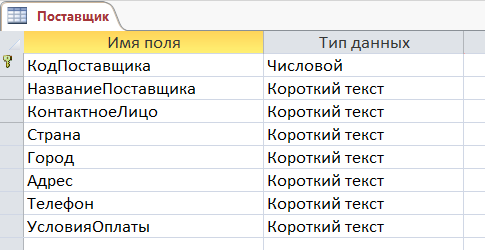 Поставщик
Имя поля Тип данных
КодПоставщика Числовой
НазваниеПоставщика Короткий текст
КонтактноеЛицо Короткий текст
Страна Короткий текст
Город Короткий текст
Адрес Короткий текст
Телефон Короткий текст
УсловияОплаты Короткий текст